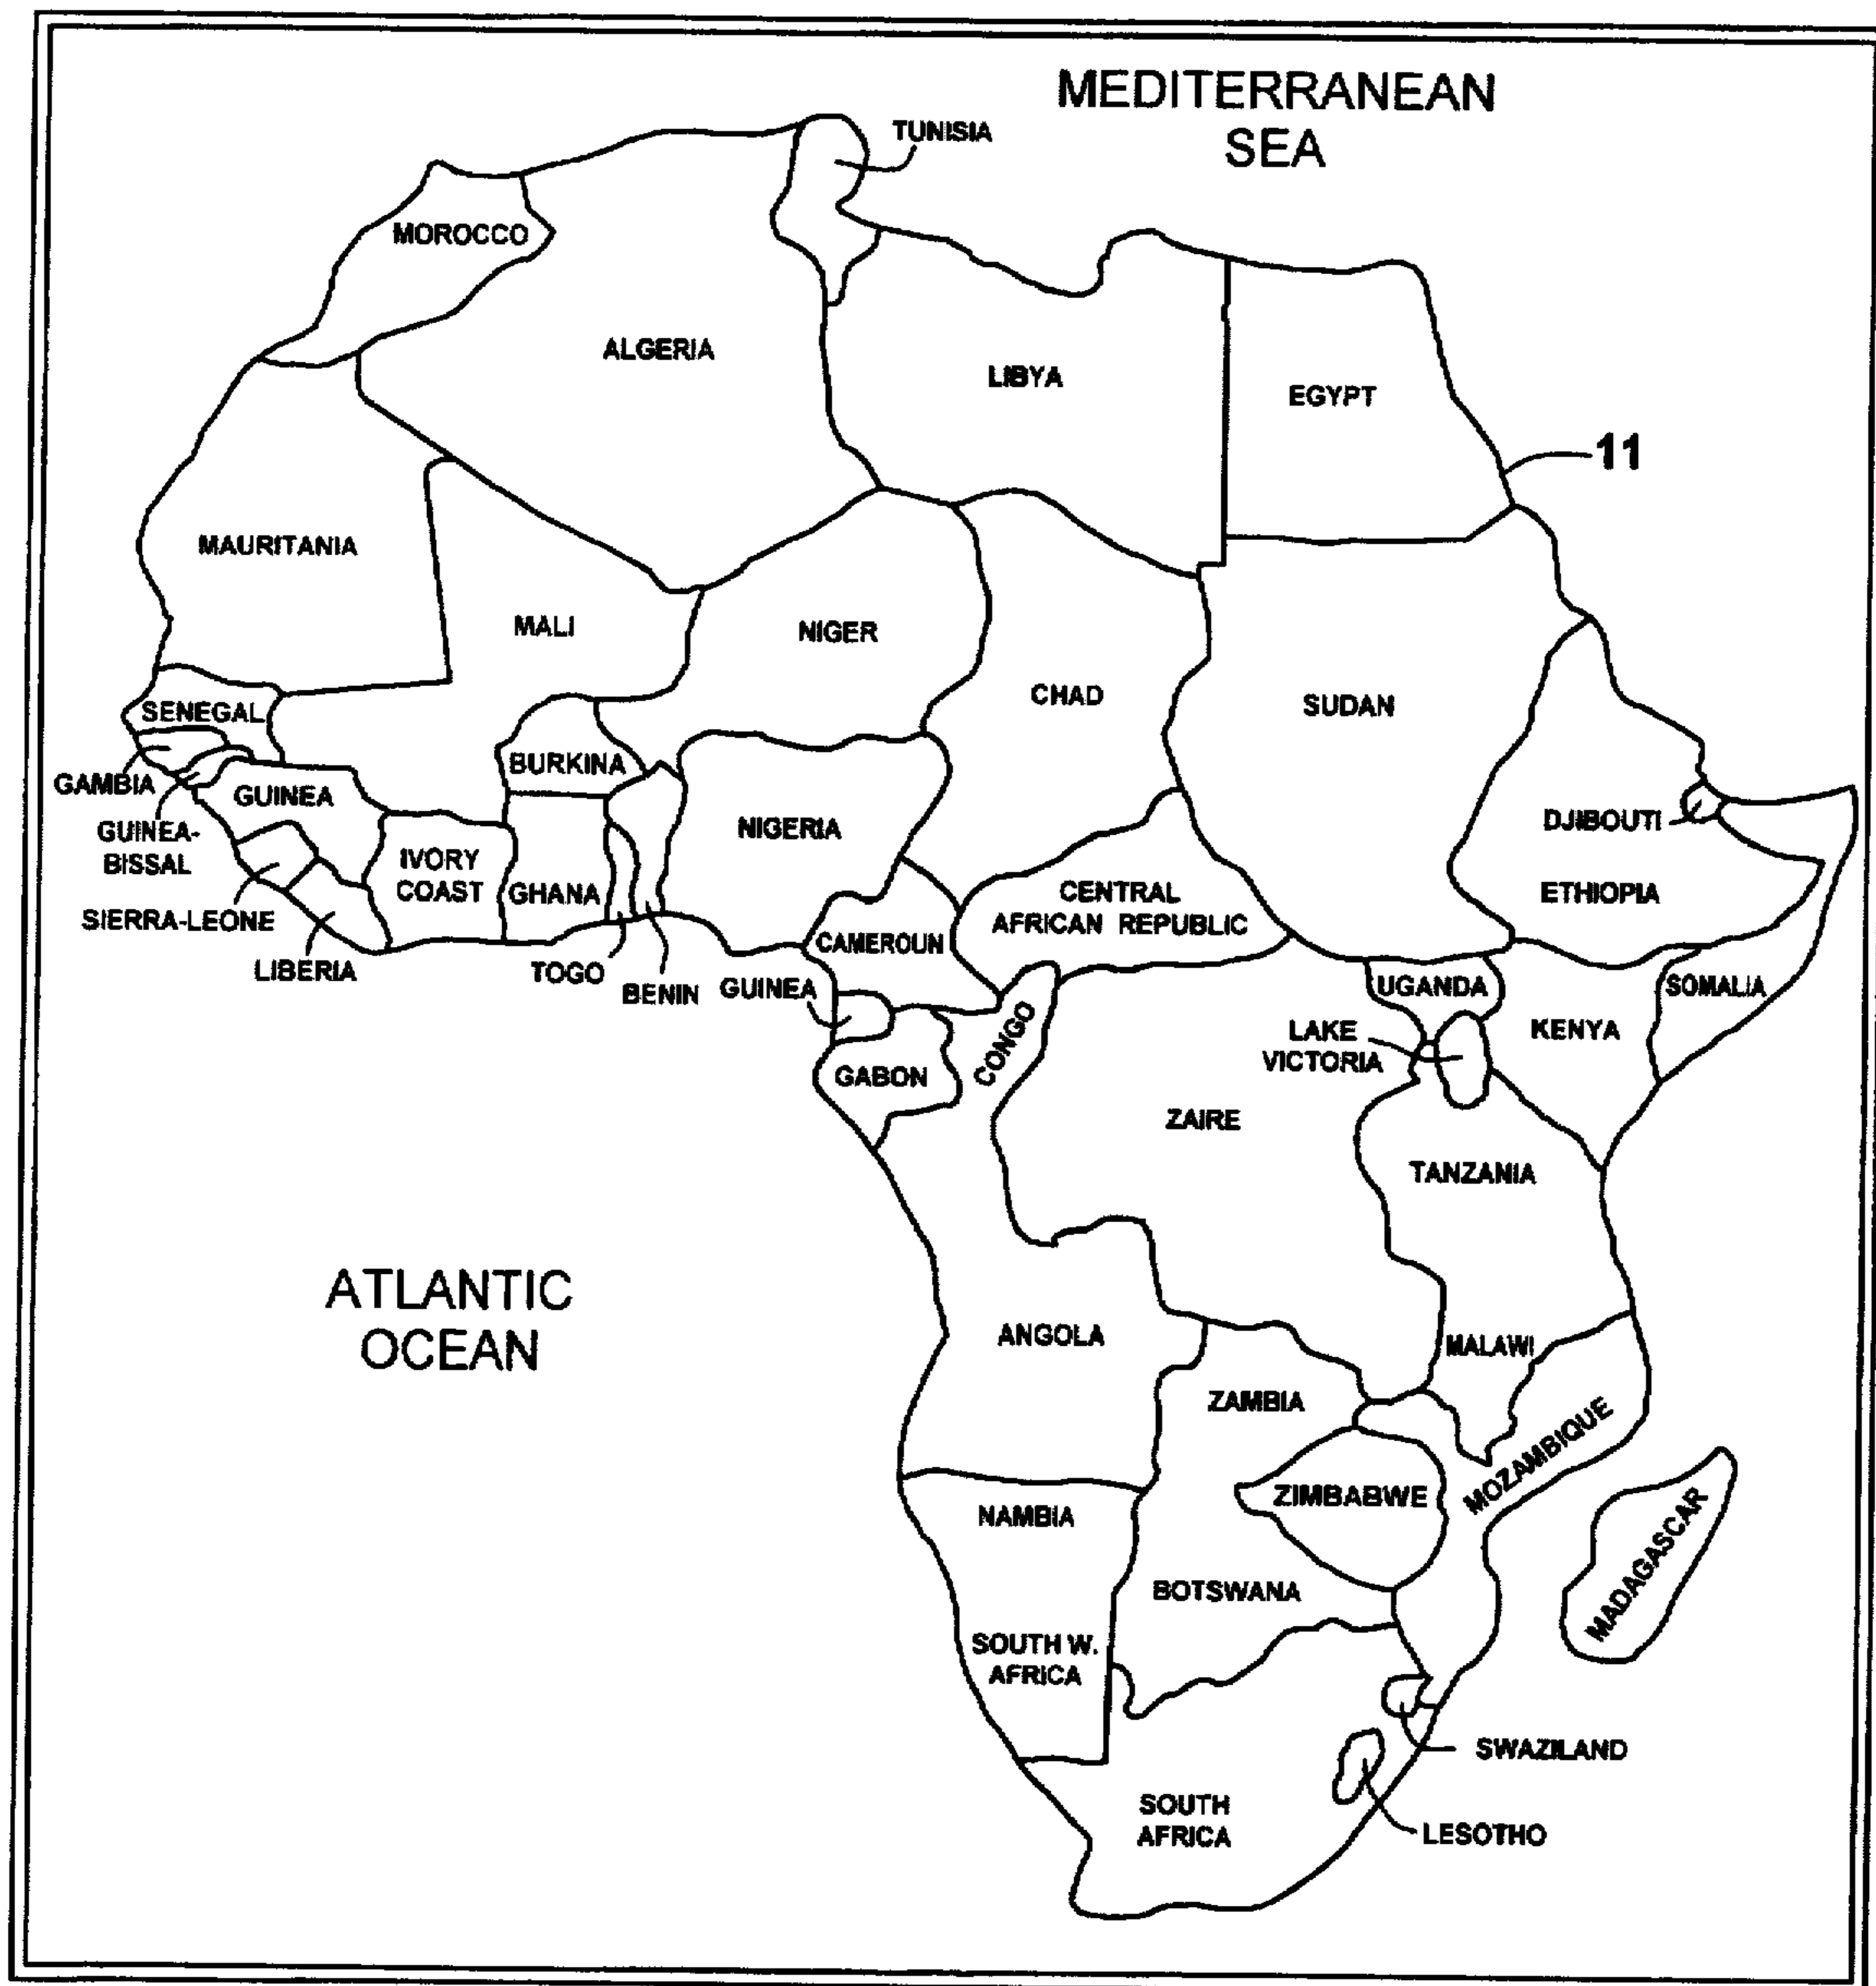 MEDITERRANEAN
SEA
TUNISIA
MOROCCO
ALGERIA
LIBYA
EGYPT
11
MAURITANIA
MALI
NIGER
CHAD
SUDAN
SENEGAL
GAMBIA
BURKINA
GUINEA
GUINEA-
BISSAL
NIGERIA
DJIBOUTI
IVORY
COAST
GHANA
CENTRAL
AFRICAN REPUBLIC
ETHIOPIA
SIERRA-LEONE
LIBERIA
TOGO
BENIN
CAMEROUN
GUINEA
UGANDA
SOMALIA
CONGO
LAKE
VICTORIA
KENYA
GABON
ZAIRE
TANZANIA
ATLANTIC
OCEAN
ANGOLA
MALAWI
ZAMBIA
MOZAMBIQUE
ZIMBABWE
NAMBIA
MADAGASCAR
BOTSWANA
SOUTH W.
AFRICA
SWAZILAND
SOUTH
AFRICA
LESOTHO